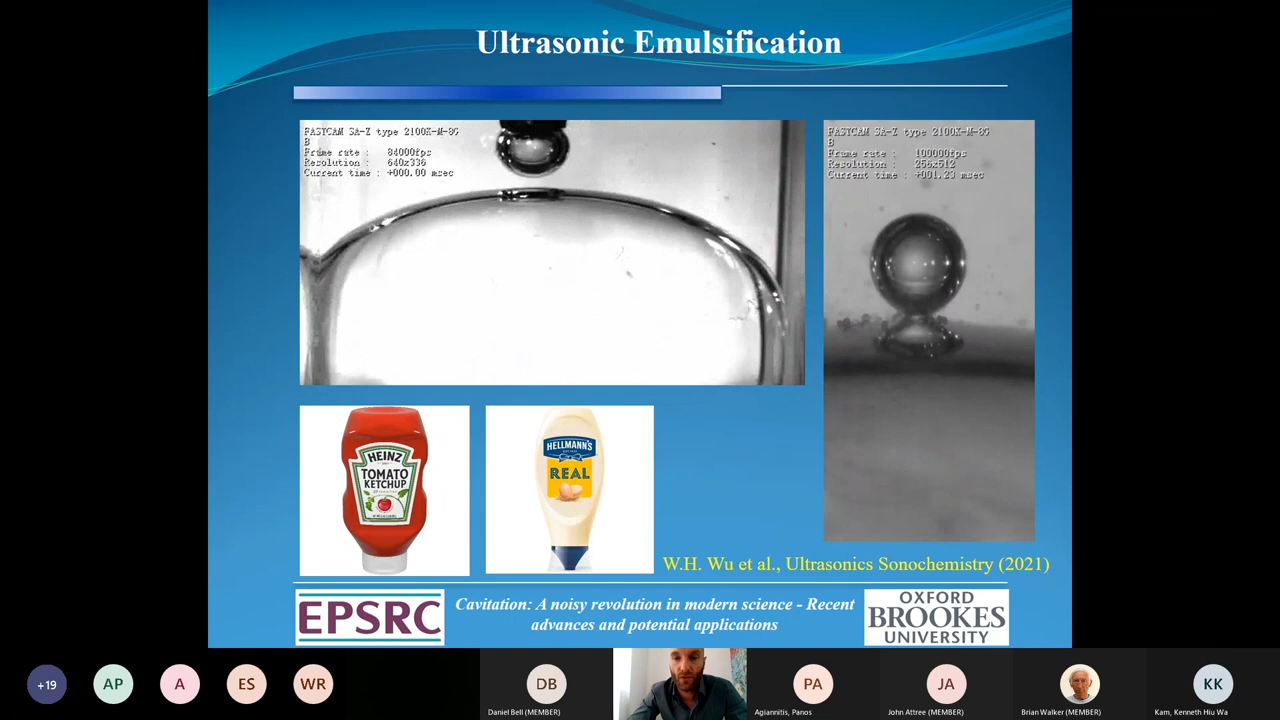 Ultrasonic Emulsification
FASTCAM SA-Z type 2100K-M-8G
B
Frame rate : 84000fps
Resolution : 640x336
Current time : +000.00 msec
FASTCAM SA-Z type 2100K-M-8G
B
Frame rate : 100000fps
Resolution : 256x512
Current time : +001.23 msec
HEINZ
TOMATO
KETCHUP
HELLMANN'S
REAL
W.H. Wu et al., Ultrasonics Sonochemistry (2021)
EPSRC
Cavitation: A noisy revolution in modern science - Recent
advances and potential applications
OXFORD
BROOKES
UNIVERSITY
+19
AP
A
ES
WR
DB
Daniel Bell (MEMBER)
PA
Agiannitis, Panos
JA
John Attree (MEMBER)
Brian Walker (MEMBER)
KK
Kam, Kenneth Hiu Wa